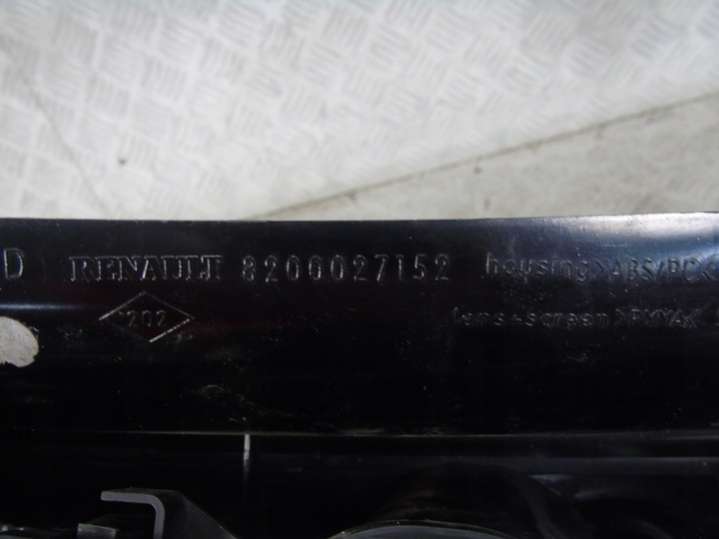 D RENAULT 8200027152 housing>ABS/PC<
202 lens+screen>PMMA<